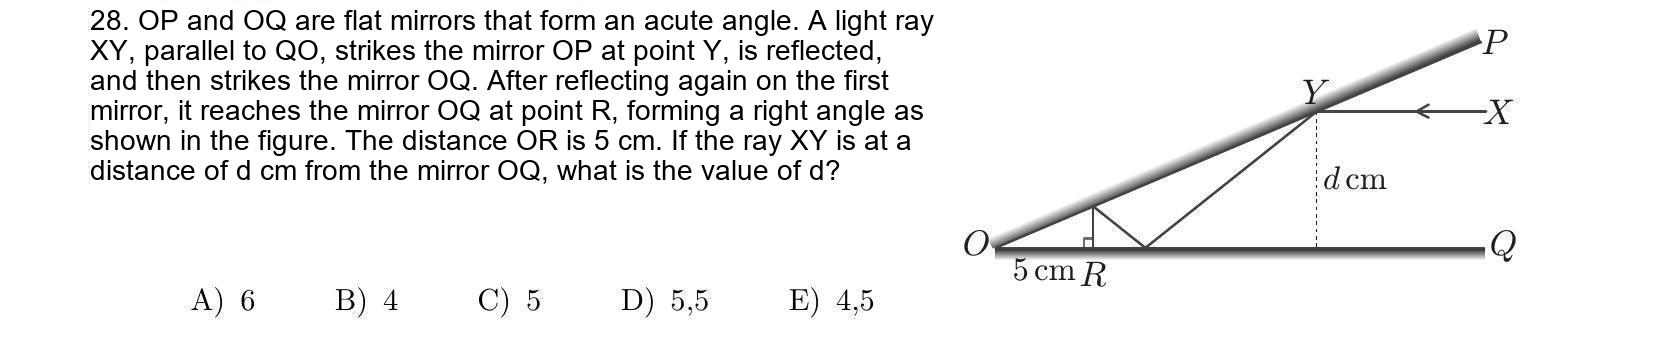 28. OP and OQ are flat mirrors that form an acute angle. A light ray
XY, parallel to QO, strikes the mirror OP at point Y, is reflected,
and then strikes the mirror OQ. After reflecting again on the first
mirror, it reaches the mirror OQ at point R, forming a right angle as
shown in the figure. The distance OR is 5 cm. If the ray XY is at a
distance of d cm from the mirror OQ, what is the value of d?
A) 6 B) 4 C) 5 D) 5,5 E) 4,5
P
Y
X
d cm
O
Q
5 cm R